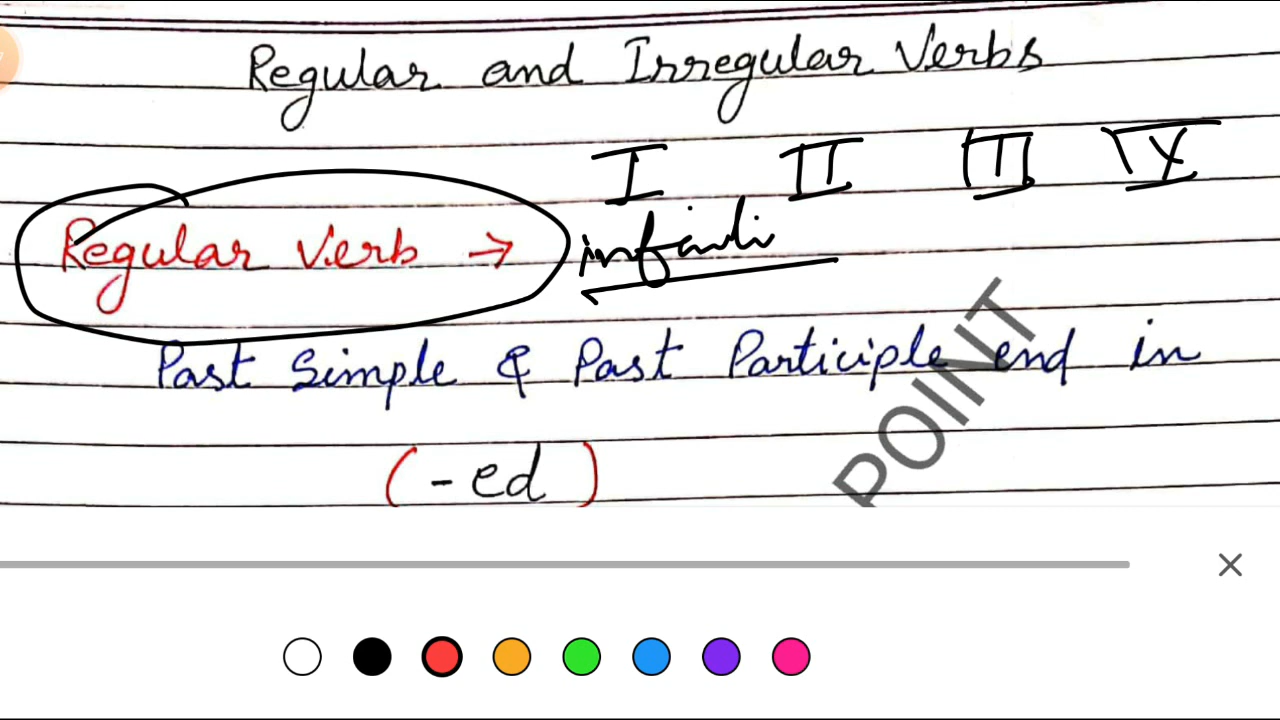 Regular and Irregular Verbs
I II III IV
Regular Verb →
Past Simple & Past Participle end in
(-ed)
POINT